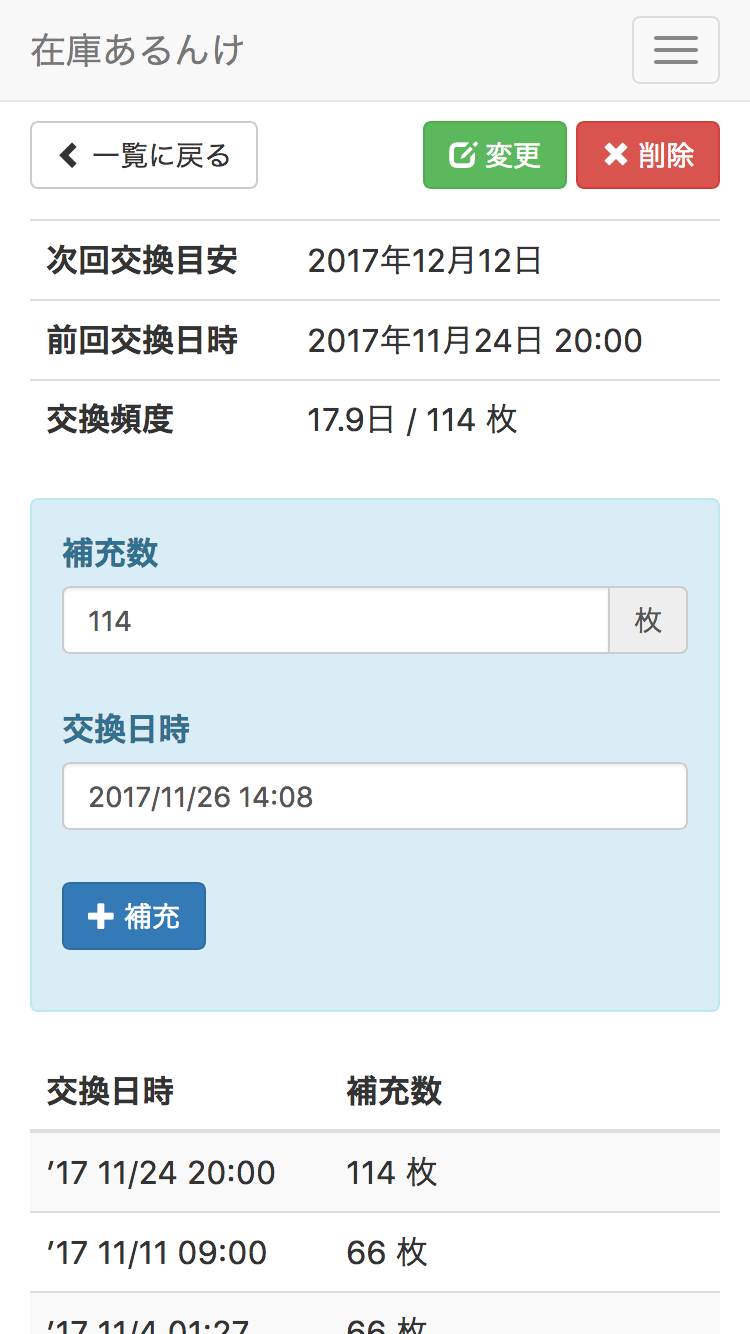 在庫あるんけ
一覧に戻る 変更 削除
次回交換目安 2017年12月12日
前回交換日時 2017年11月24日 20:00
交換頻度 17.9日 / 114 枚
補充数
114 枚
交換日時
2017/11/26 14:08
補充
交換日時 補充数
’17 11/24 20:00 114 枚
’17 11/11 09:00 66 枚
’17 11/4 01:27 66 枚